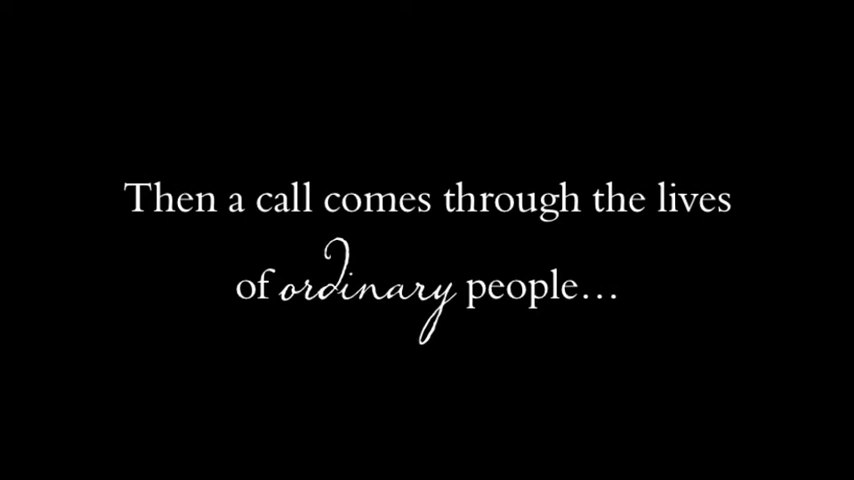 Then a call comes through the lives
of ordinary people...